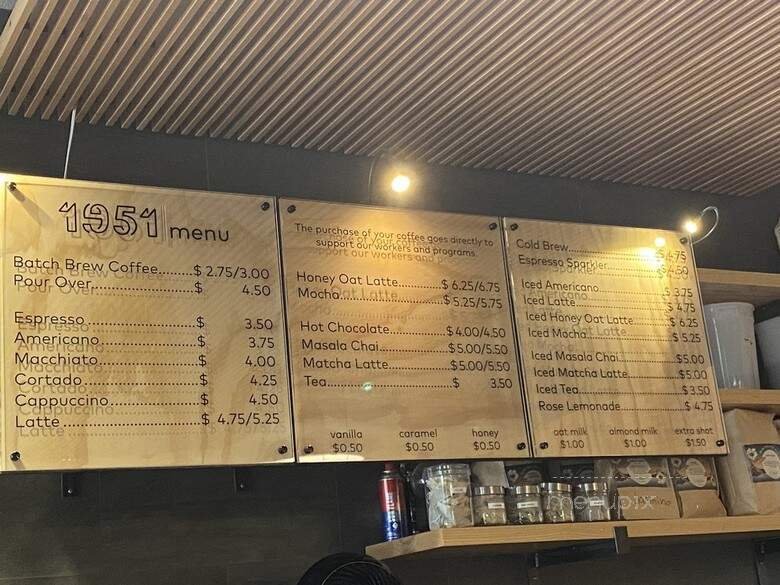 1951 menu
Batch Brew Coffee..........$ 2.75/3.00
Pour Over..................$ 4.50
Espresso.........................$ 3.50
Americano.....................$ 3.75
Macchiato.....................$ 4.00
Cortado.........................$ 4.25
Cappuccino...................$ 4.50
Latte.............................$ 4.75/5.25
The purchase of your coffee goes directly to
support our workers and programs.
Honey Oat Latte..............$ 6.25/6.75
Mocha...........................$ 5.25/5.75
Hot Chocolate...............$4.00/4.50
Masala Chai..................$5.00/5.50
Matcha Latte................$5.00/5.50
Tea................................$ 3.50
vanilla caramel honey
$0.50 $0.50 $0.50
Cold Brew.........................$4.75
Espresso Sparkler...............$4.50
Iced Americano.................$ 3.75
Iced Latte.........................$ 4.75
Iced Honey Oat Latte..........$ 6.25
Iced Mocha......................$ 5.25
Iced Masala Chai...............$5.00
Iced Matcha Latte..............$5.00
Iced Tea..........................$3.50
Rose Lemonade.................$ 4.75
oat milk almond milk extra shot
$1.00 $1.00 $1.50
menupix